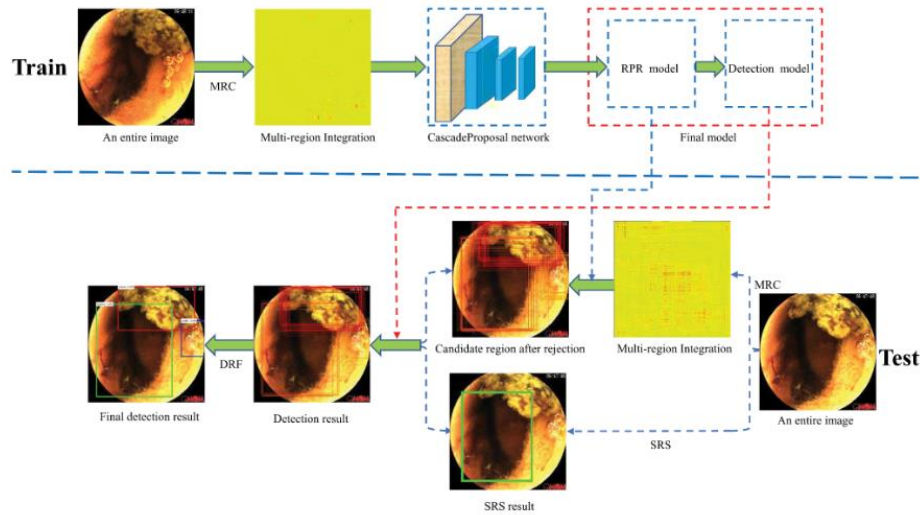 Train
MRC
RPR model
Detection model
An entire image
Multi-region Integration
CascadeProposal network
Final model
MRC
Candidate region after rejection
Multi-region Integration
Test
DRF
Final detection result
Detection result
An entire image
SRS
SRS result